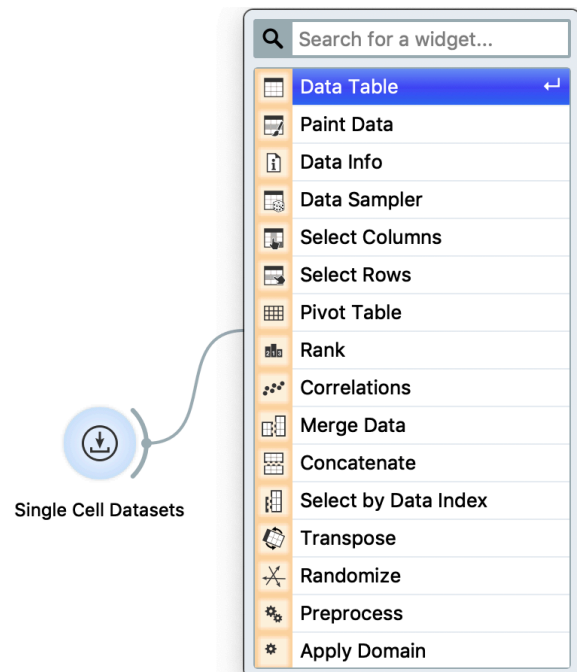 Search for a widget...
Data Table
Paint Data
Data Info
Data Sampler
Select Columns
Select Rows
Pivot Table
Rank
Correlations
Merge Data
Concatenate
Select by Data Index
Transpose
Randomize
Preprocess
Apply Domain
Single Cell Datasets